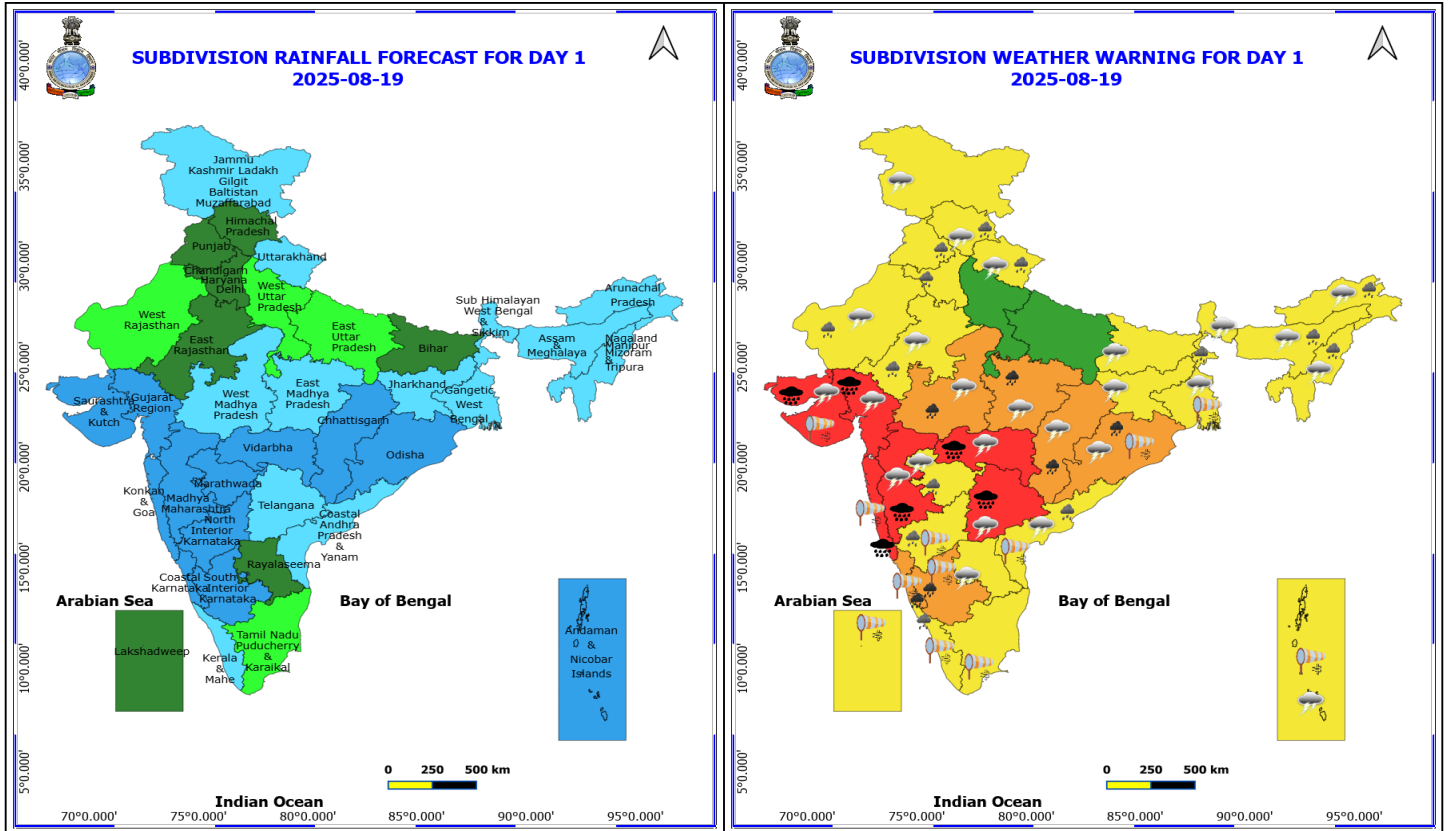 SUBDIVISION RAINFALL FORECAST FOR DAY 1
2025-08-19
40°0.000'
35°0.000'
30°0.000'
25°0.000'
20°0.000'
15°0.000'
10°0.000'
5°0.000'
Jammu
Kashmir Ladakh
Gilgit
Baltistan
Muzaffarabad
Himachal
Pradesh
Punjab
Uttarakhand
Chandigarh
Haryana
Delhi
West
Uttar
Pradesh
West
Rajasthan
East
Rajasthan
East
Uttar
Pradesh
Bihar
Sub Himalayan
West Bengal
&
Sikkim
Arunachal
Pradesh
Assam
&
Meghalaya
Nagaland
Manipur
Mizoram
&
Tripura
Saurashtra
&
Kutch
Gujarat
Region
West
Madhya
Pradesh
East
Madhya
Pradesh
Jharkhand
Gangetic
West
Bengal
Chhattisgarh
Odisha
Vidarbha
Konkan
&
Goa
Madhya
Maharashtra
Marathwada
Telangana
North
Interior
Karnataka
Coastal
Andhra
Pradesh
&
Yanam
Rayalaseema
Coastal
Karnataka
South
Interior
Karnataka
Arabian Sea
Bay of Bengal
Lakshadweep
Kerala
&
Mahe
Tamil Nadu
Puducherry
&
Karaikal
Andaman
&
Nicobar
Islands
0 250 500 km
Indian Ocean
70°0.000' 75°0.000' 80°0.000' 85°0.000' 90°0.000' 95°0.000'
SUBDIVISION WEATHER WARNING FOR DAY 1
2025-08-19
40°0.000'
35°0.000'
30°0.000'
25°0.000'
20°0.000'
15°0.000'
10°0.000'
5°0.000'
Arabian Sea
Bay of Bengal
0 250 500 km
Indian Ocean
70°0.000' 75°0.000' 80°0.000' 85°0.000' 90°0.000' 95°0.000'